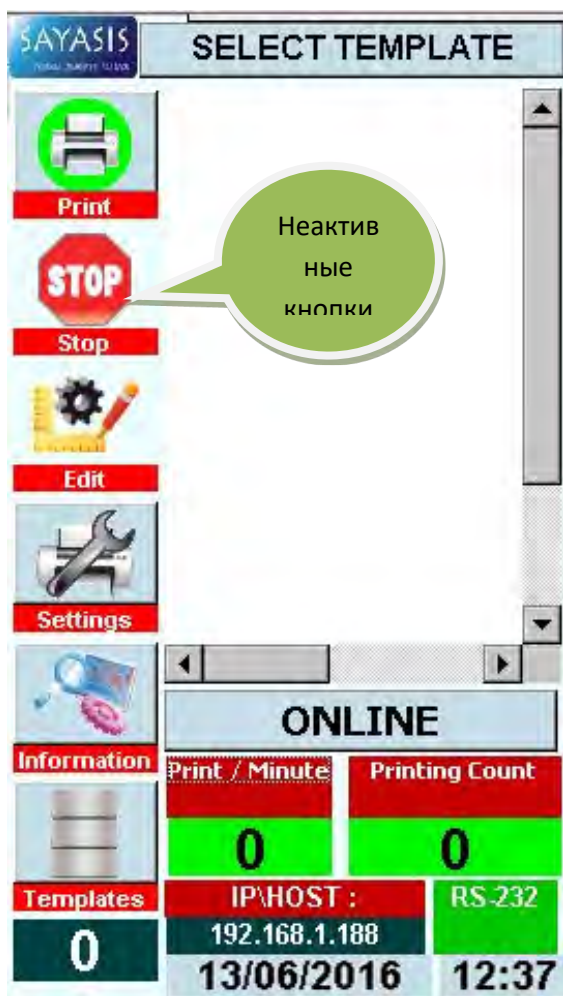 SAYASIS
SELECT TEMPLATE
Print
Неактив
ные
кнопки
STOP
Stop
Edit
Settings
Information
Templates
0
ONLINE
Print / Minute
Printing Count
0
0
IP\HOST :
RS-232
192.168.1.188
13/06/2016
12:37